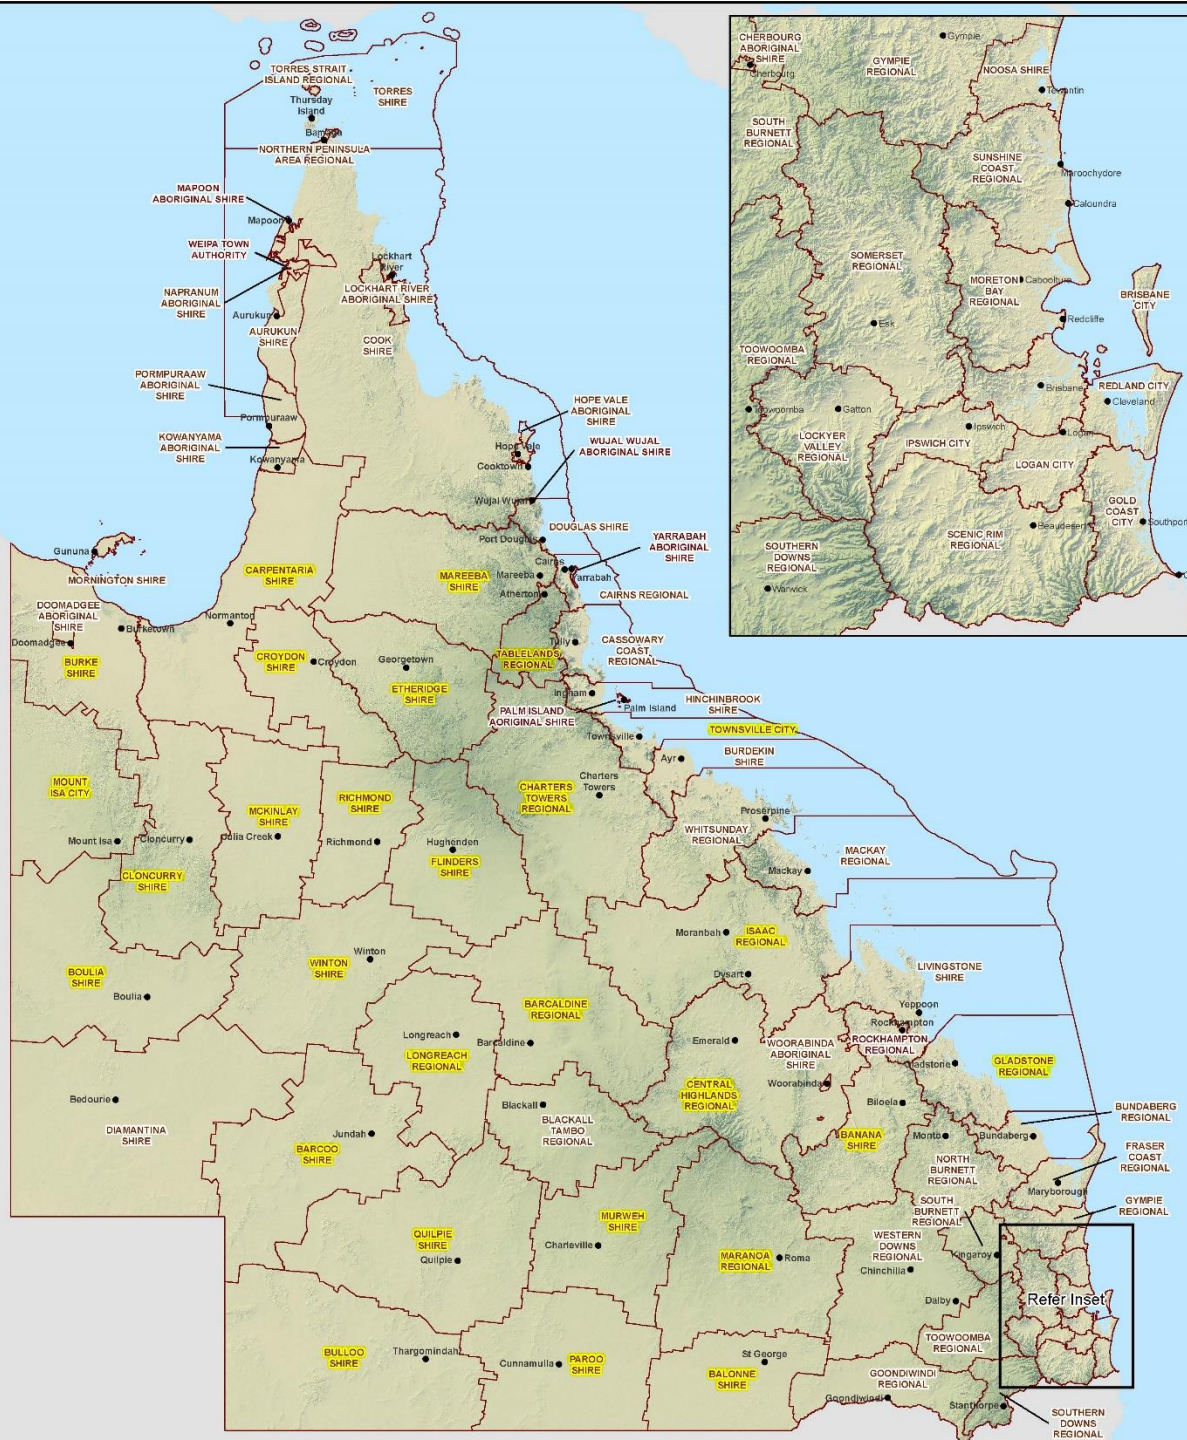 TORRES STRAIT
ISLAND REGIONAL
TORRES
SHIRE
Thursday
Island
Bamaga
NORTHERN PENINSULA
AREA REGIONAL
MAPOON
ABORIGINAL SHIRE
Mapoon
WEIPA TOWN
AUTHORITY
Lockhart
River
LOCKHART RIVER
ABORIGINAL SHIRE
NAPRANUM
ABORIGINAL
SHIRE
Aurukun
AURUKUN
SHIRE
COOK
SHIRE
PORMPURAAW
ABORIGINAL
SHIRE
Pormpuraaw
HOPE VALE
ABORIGINAL
SHIRE
KOWANYAMA
ABORIGINAL
SHIRE
Kowanyama
Hope Vale
WUJAL WUJAL
ABORIGINAL SHIRE
Cooktown
Wujal Wujal
DOUGLAS SHIRE
Port Douglas
YARRABAH
ABORIGINAL
SHIRE
Gununa
MORNINGTON SHIRE
CARPENTARIA
SHIRE
MAREEBA
SHIRE
Mareeba
Cairns
Yarrabah
Atherton
CAIRNS REGIONAL
DOOMADGEE
ABORIGINAL
SHIRE
Doomadgee
Burketown
Normanton
BURKE
SHIRE
CROYDON
SHIRE
Croydon
Georgetown
ETHERIDGE
SHIRE
TABLELANDS
REGIONAL
Tully
CASSOWARY
COAST
REGIONAL
Ingham
PALM ISLAND
AORIGINAL SHIRE
Palm Island
HINCHINBROOK
SHIRE
TOWNSVILLE CITY
Townsville
BURDEKIN
SHIRE
Ayr
MOUNT
ISA CITY
Mount Isa
Cloncurry
CLONCURRY
SHIRE
MCKINLAY
SHIRE
Julia Creek
RICHMOND
SHIRE
Richmond
Hughenden
FLINDERS
SHIRE
CHARTERS
TOWERS
REGIONAL
Charters
Towers
Proserpine
WHITSUNDAY
REGIONAL
MACKAY
REGIONAL
Mackay
Moranbah
ISAAC
REGIONAL
Dysart
BOULIA
SHIRE
Boulia
WINTON
SHIRE
Winton
LIVINGSTONE
SHIRE
Yeppoon
Rockhampton
ROCKHAMPTON
REGIONAL
BARCALDINE
REGIONAL
Barcaldine
Longreach
LONGREACH
REGIONAL
Emerald
WOORABINDA
ABORIGINAL
SHIRE
Woorabinda
CENTRAL
HIGHLANDS
REGIONAL
Gladstone
GLADSTONE
REGIONAL
Bedourie
DIAMANTINA
SHIRE
Jundah
BARCOO
SHIRE
Blackall
BLACKALL
TAMBO
REGIONAL
Biloela
BANANA
SHIRE
Monto
Bundaberg
BUNDABERG
REGIONAL
NORTH
BURNETT
REGIONAL
FRASER
COAST
REGIONAL
Maryborough
SOUTH
BURNETT
REGIONAL
GYMPIE
REGIONAL
QUILPIE
SHIRE
Quilpie
MURWEH
SHIRE
Charleville
MARANOA
REGIONAL
Roma
WESTERN
DOWNS
REGIONAL
Chinchilla
Kingaroy
Refer Inset
Dalby
TOOWOOMBA
REGIONAL
BULLOO
SHIRE
Thargomindah
Cunnamulla
PAROO
SHIRE
St George
BALONNE
SHIRE
GOONDIWINDI
REGIONAL
Goondiwindi
Stanthorpe
SOUTHERN
DOWNS
REGIONAL
CHERBOURG
ABORIGINAL
SHIRE
Cherbourg
GYMPIE
REGIONAL
Gympie
NOOSA SHIRE
Tewantin
SOUTH
BURNETT
REGIONAL
SUNSHINE
COAST
REGIONAL
Maroochydore
Caloundra
SOMERSET
REGIONAL
Esk
MORETON
BAY
REGIONAL
Caboolture
Redcliffe
BRISBANE
CITY
TOOWOOMBA
REGIONAL
Toowoomba
Gatton
LOCKYER
VALLEY
REGIONAL
Brisbane
REDLAND CITY
Cleveland
Ipswich
IPSWICH CITY
Logan
LOGAN CITY
GOLD
COAST
CITY
Southport
Beaudesert
SCENIC RIM
REGIONAL
SOUTHERN
DOWNS
REGIONAL
Warwick